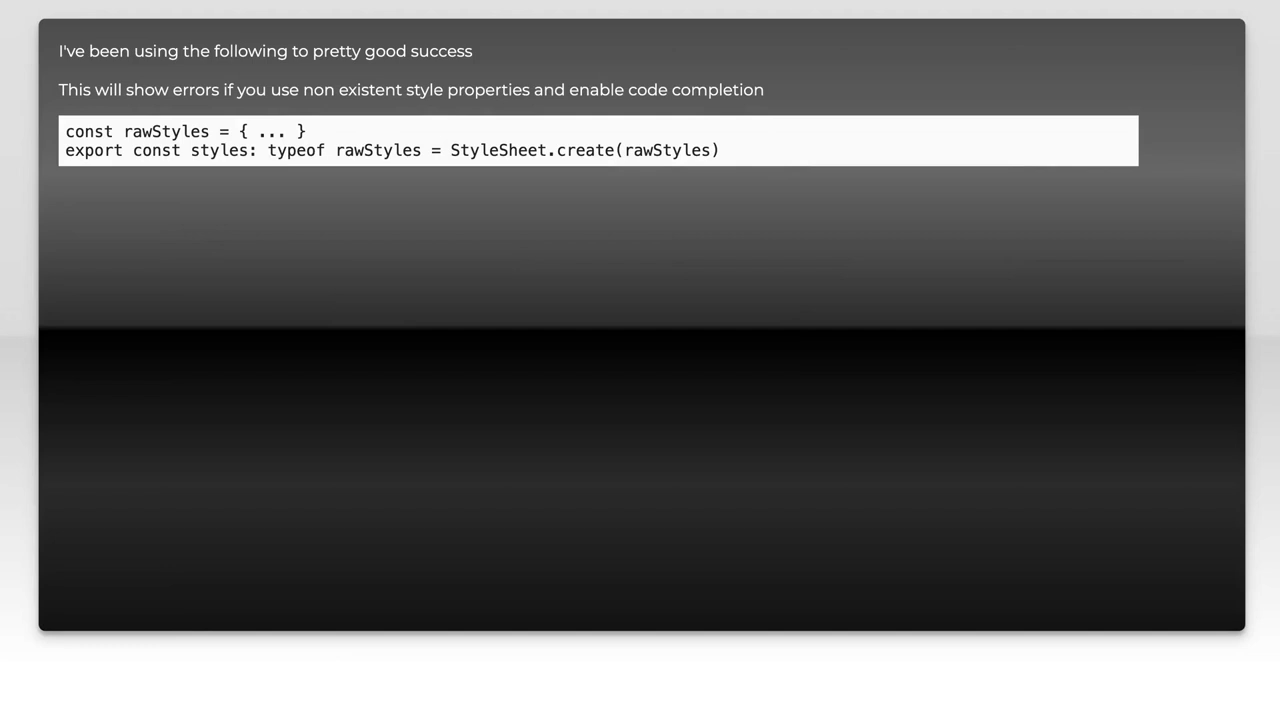 I've been using the following to pretty good success
This will show errors if you use non existent style properties and enable code completion
const rawStyles = { ... }
export const styles: typeof rawStyles = StyleSheet.create(rawStyles)